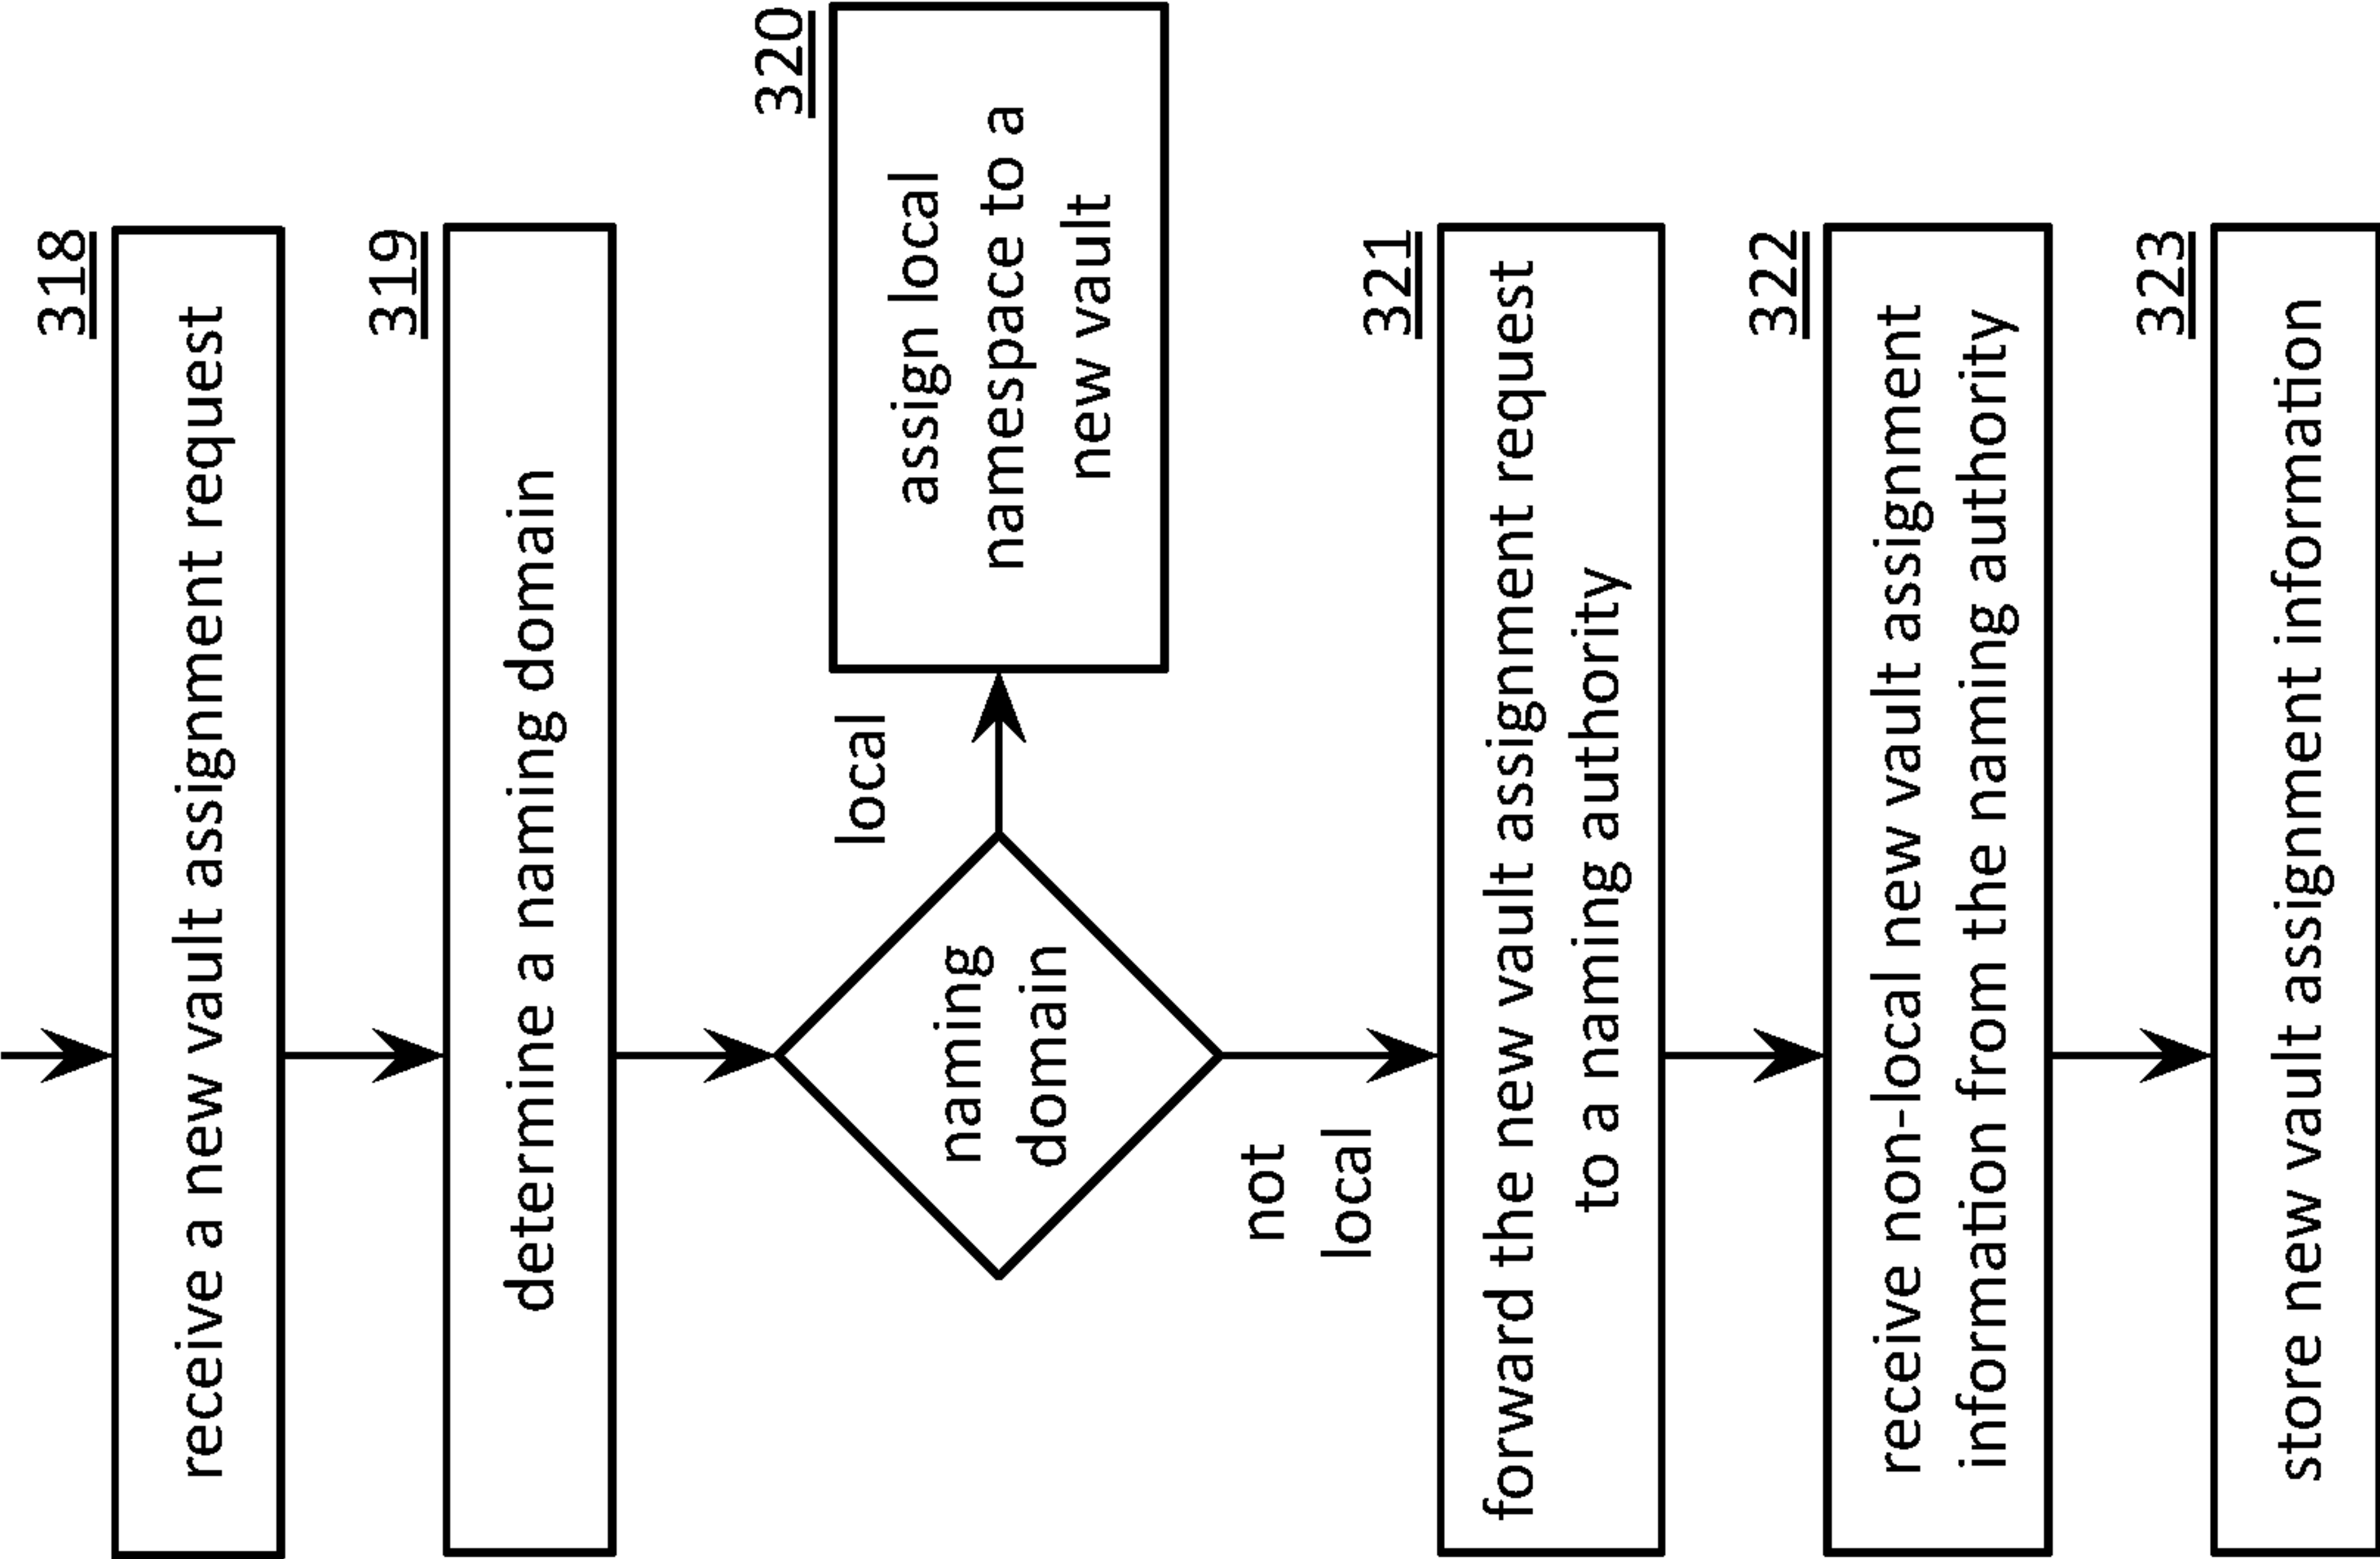 318
receive a new vault assignment request
319
determine a naming domain
naming
domain
local
320
assign local
namespace to a
new vault
not
local
321
forward the new vault assignment request
to a naming authority
322
receive non-local new vault assignment
information from the naming authority
323
store new vault assignment information